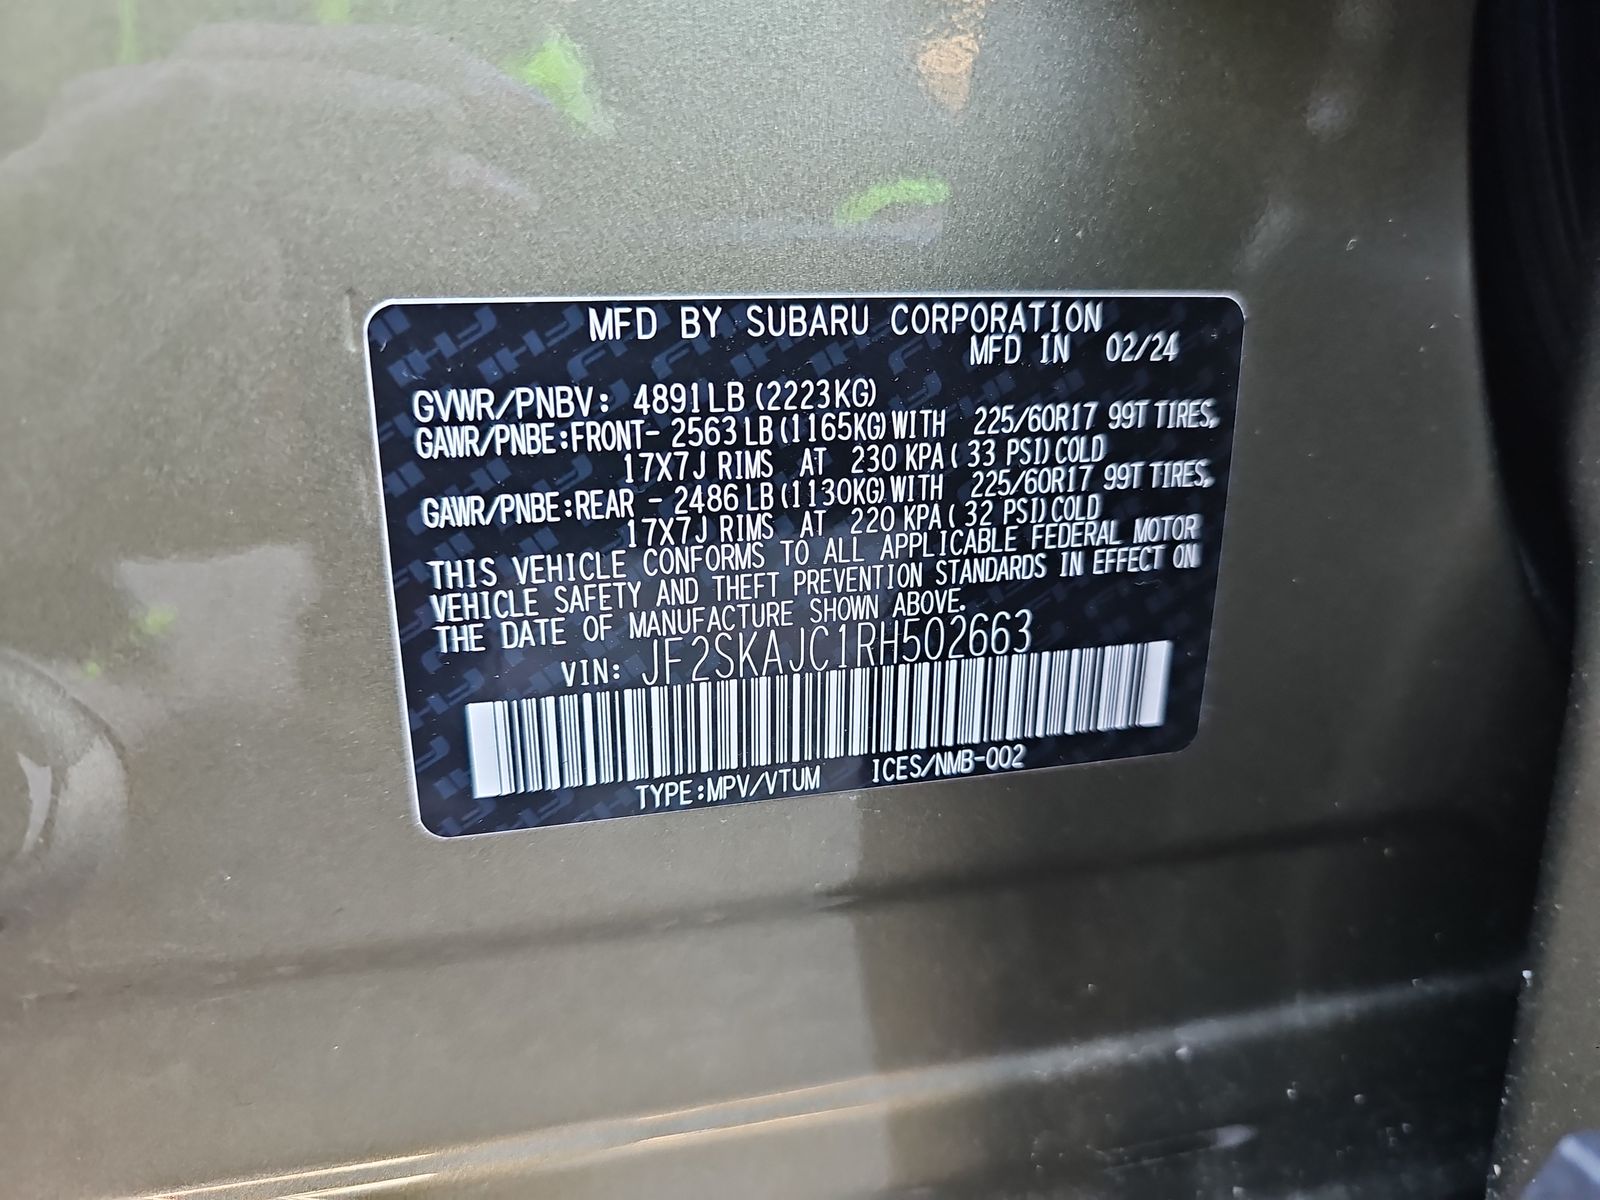 MFD BY SUBARU CORPORATION
MFD IN 02/24
GVWR/PNBV: 4891LB (2223KG)
GAWR/PNBE:FRONT- 2563LB (1165KG) WITH 225/60R17 99T TIRES,
17X7J RIMS AT 230 KPA ( 33 PSI) COLD
GAWR/PNBE:REAR - 2486LB (1130KG) WITH 225/60R17 99T TIRES,
17X7J RIMS AT 220 KPA ( 32 PSI) COLD
THIS VEHICLE CONFORMS TO ALL APPLICABLE FEDERAL MOTOR
VEHICLE SAFETY AND THEFT PREVENTION STANDARDS IN EFFECT ON
THE DATE OF MANUFACTURE SHOWN ABOVE.
VIN: JF2SKAJC1RH502663
TYPE:MPV/VTUM ICES/NMB-002